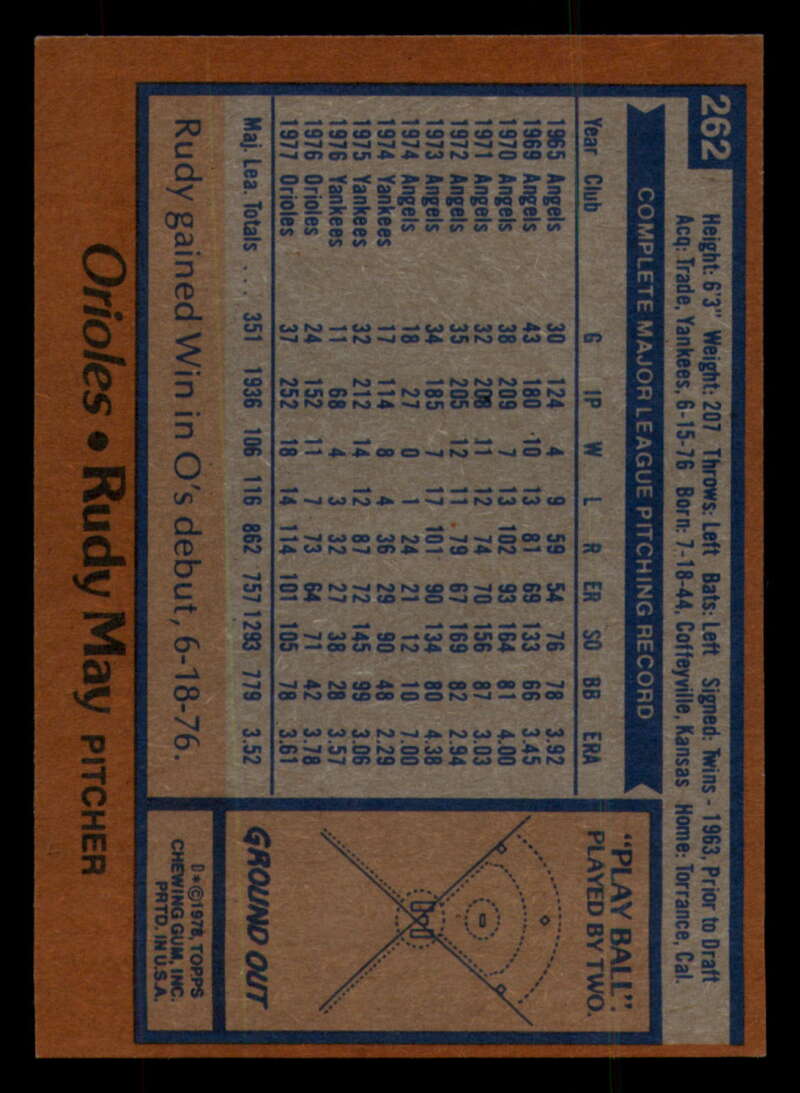 262
Height: 6'3" Weight: 207 Throws: Left Bats: Left Signed: Twins - 1963, Prior to Draft
Acq: Trade, Yankees, 6-15-76 Born: 7-18-44, Coffeyville, Kansas Home: Torrance, Cal.
COMPLETE MAJOR LEAGUE PITCHING RECORD
Year Club G IP W L R ER SO BB ERA
1965 Angels 30 124 4 9 59 54 76 78 3.92
1969 Angels 43 180 10 13 81 69 133 66 3.45
1970 Angels 38 209 7 13 102 93 164 81 4.00
1971 Angels 32 208 11 12 74 70 156 87 3.03
1972 Angels 35 205 12 11 79 67 169 82 2.94
1973 Angels 34 185 7 17 101 90 134 80 4.38
1974 Angels 18 27 0 1 24 21 12 10 7.00
1974 Yankees 17 114 8 4 36 29 90 48 2.29
1975 Yankees 32 212 14 12 87 72 145 99 3.06
1976 Yankees 11 68 4 3 32 27 38 28 3.57
1976 Orioles 24 152 11 7 73 64 71 42 3.78
1977 Orioles 37 252 18 14 114 101 105 78 3.61
Maj. Lea. Totals .... 351 1936 106 116 862 757 1293 779 3.52
Rudy gained Win in O's debut, 6-18-76.
"PLAY BALL".
PLAYED BY TWO.
GROUND OUT
D*©1978, TOPPS
CHEWING GUM, INC.
PRTD. IN U.S.A.
Orioles • Rudy May PITCHER